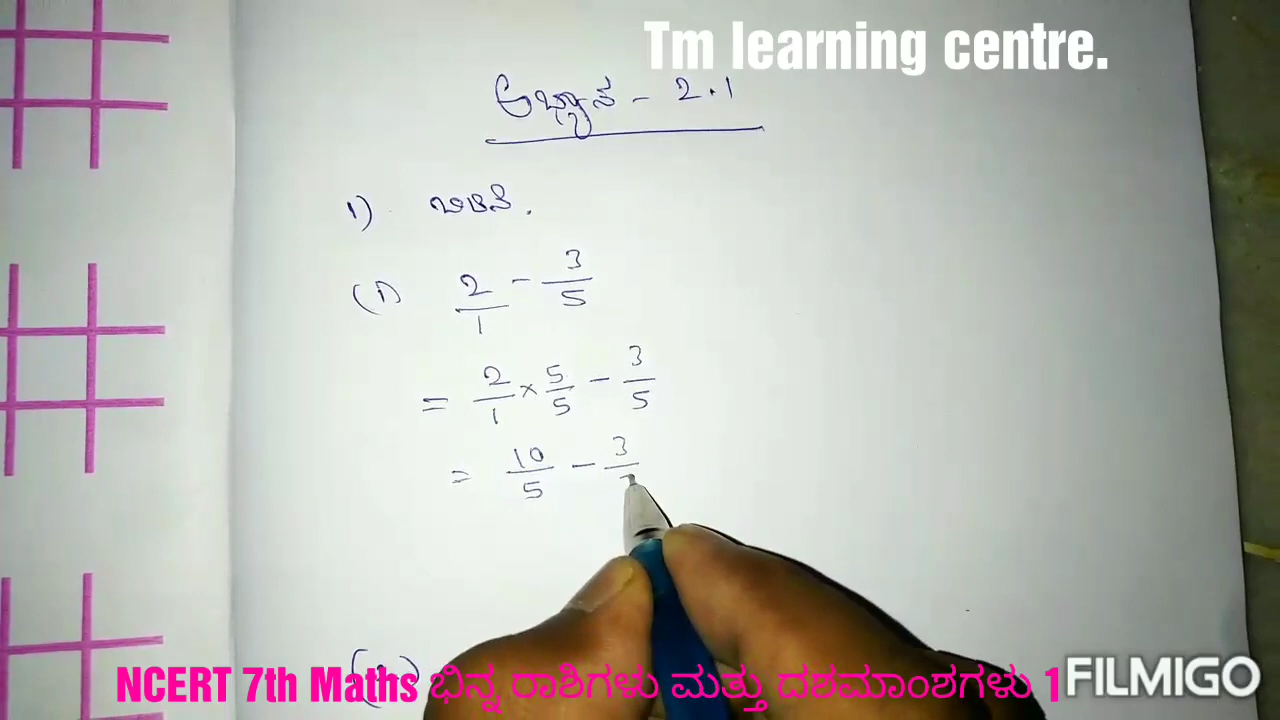 Tm learning centre.
ಅಭ್ಯಾಸ - 2.1
1) ಬಿಡಿಸಿ.
(i) 2/1 - 3/5
= 2/1 × 5/5 - 3/5
= 10/5 - 3/
NCERT 7th Maths ಭಿನ್ನ ರಾಶಿಗಳು ಮತ್ತು ದಶಮಾಂಶಗಳು 1
FILMIGO